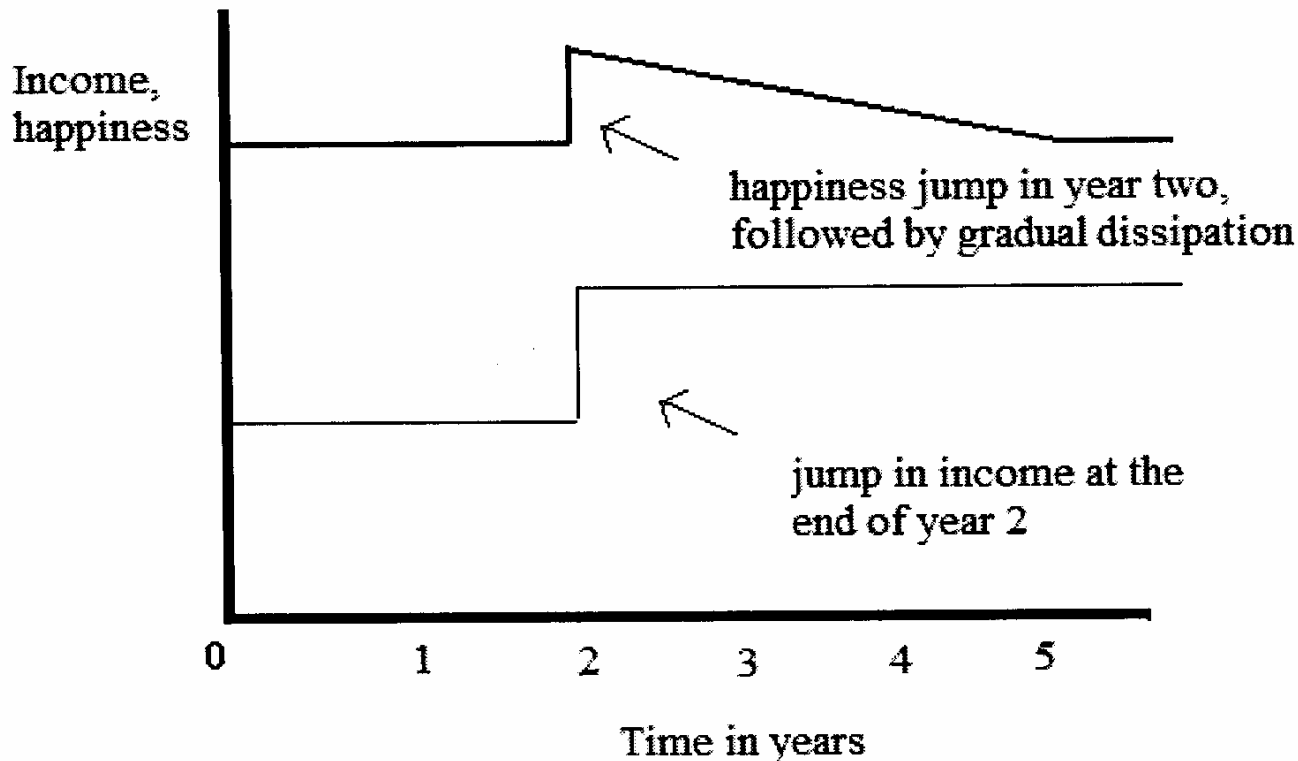 Income,
happiness
happiness jump in year two,
followed by gradual dissipation
jump in income at the
end of year 2
0 1 2 3 4 5
Time in years